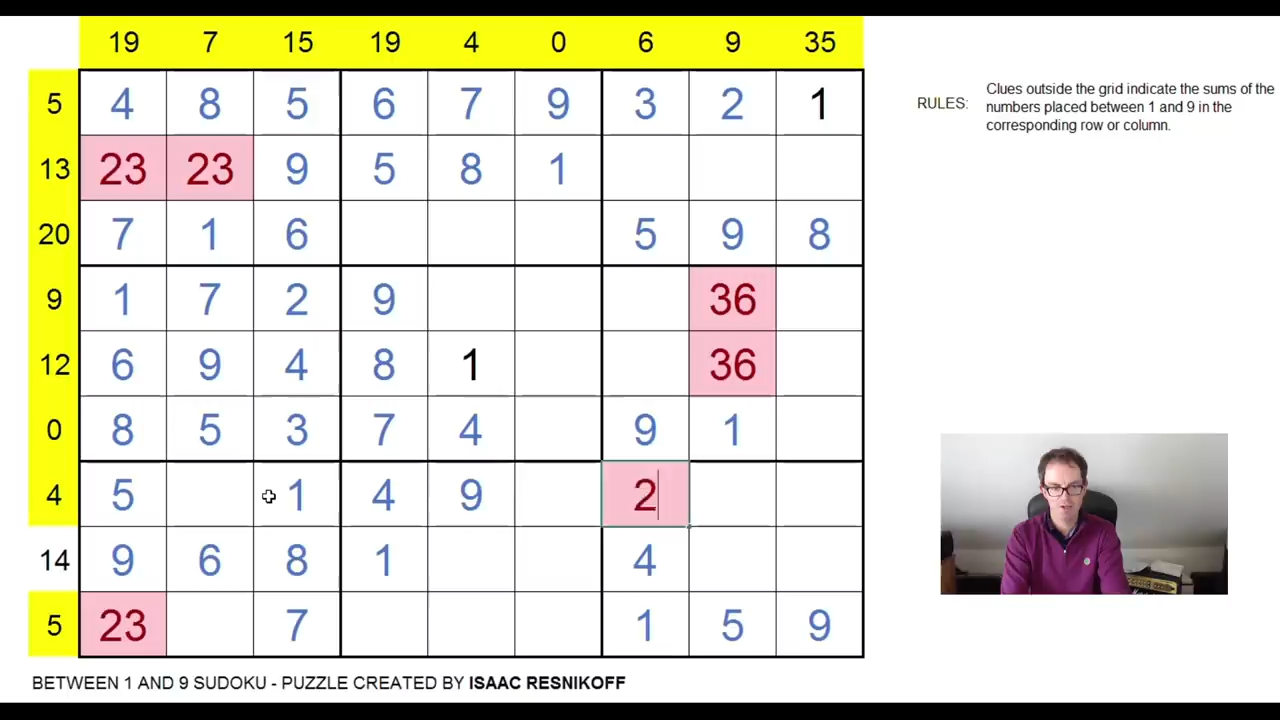 19 7 15 19 4 0 6 9 35
5 4 8 5 6 7 9 3 2 1
RULES: Clues outside the grid indicate the sums of the
numbers placed between 1 and 9 in the
corresponding row or column.
13 23 23 9 5 8 1
20 7 1 6 5 9 8
9 1 7 2 9 36
12 6 9 4 8 1 36
0 8 5 3 7 4 9 1
4 5 1 4 9 2
14 9 6 8 1 4
5 23 7 1 5 9
BETWEEN 1 AND 9 SUDOKU - PUZZLE CREATED BY ISAAC RESNIKOFF